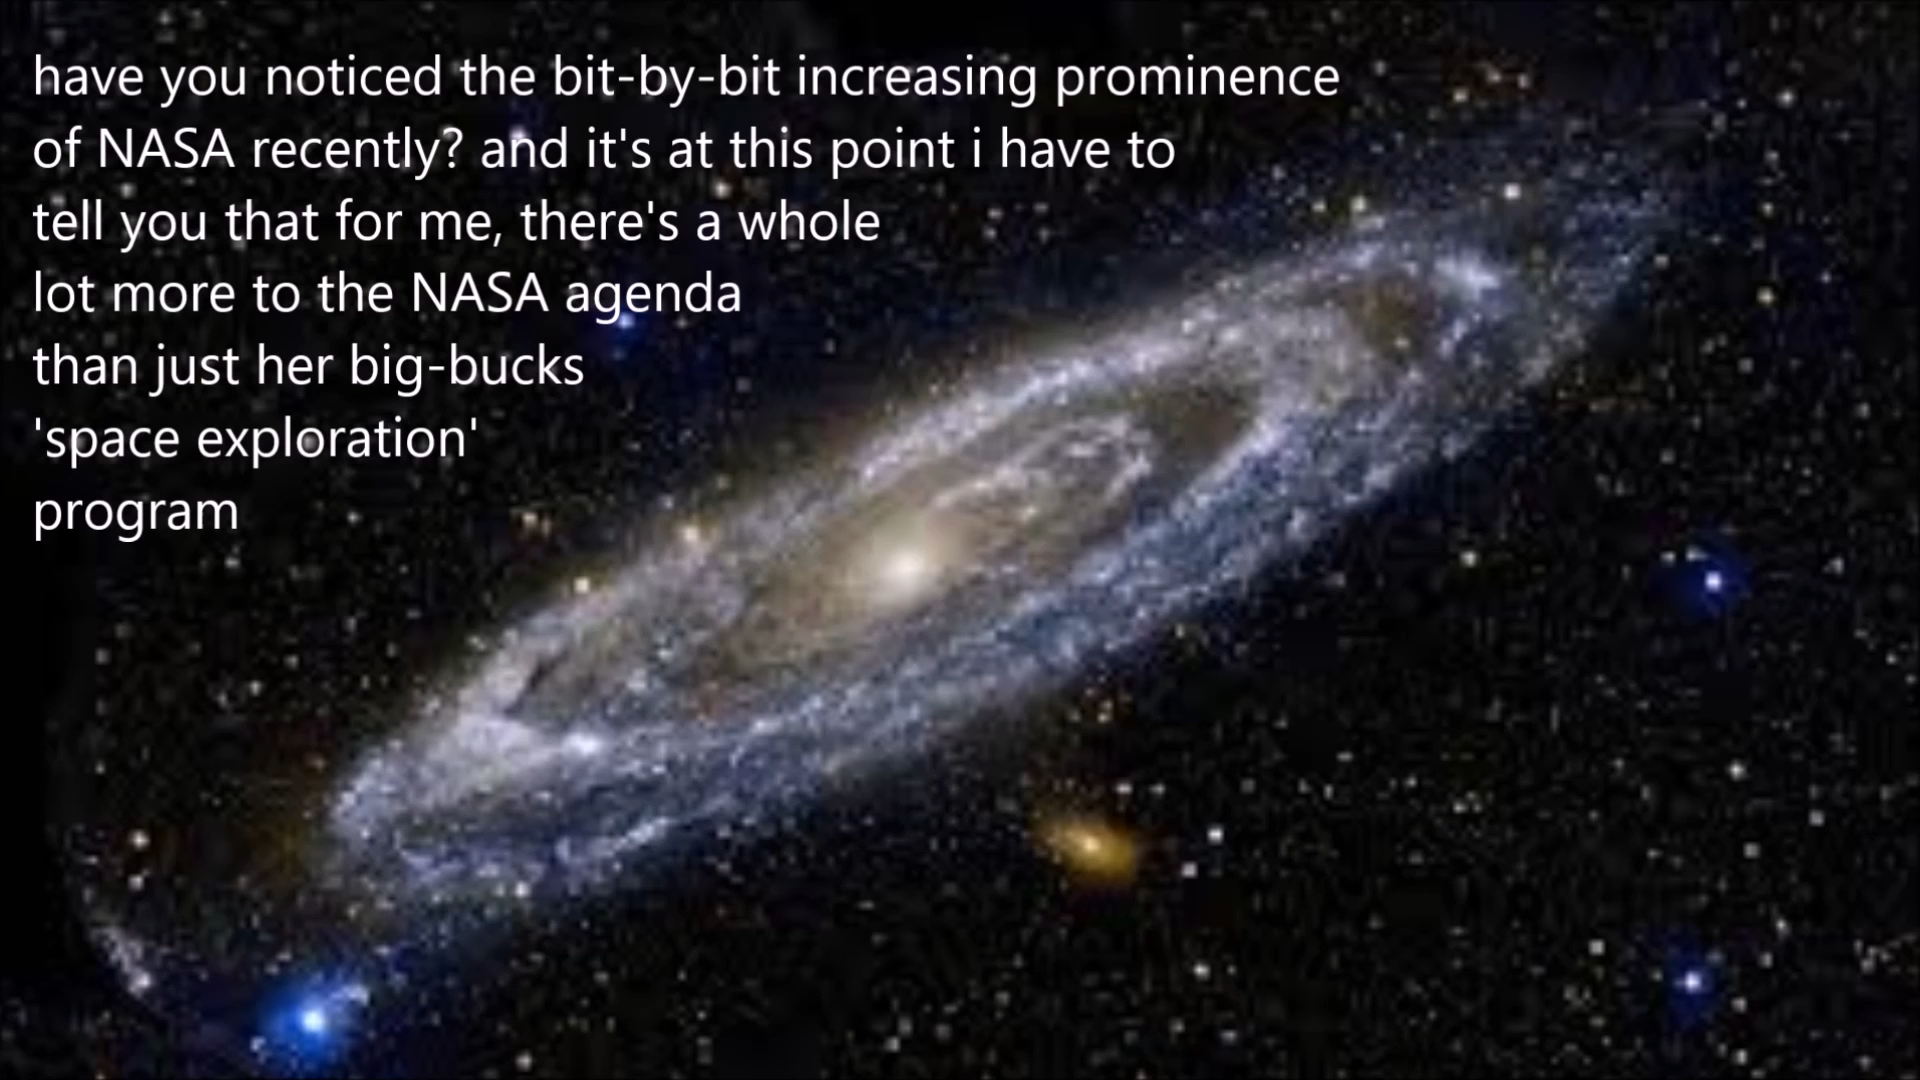 have you noticed the bit-by-bit increasing prominence
of NASA recently? and it's at this point i have to
tell you that for me, there's a whole
lot more to the NASA agenda
than just her big-bucks
'space exploration'
program